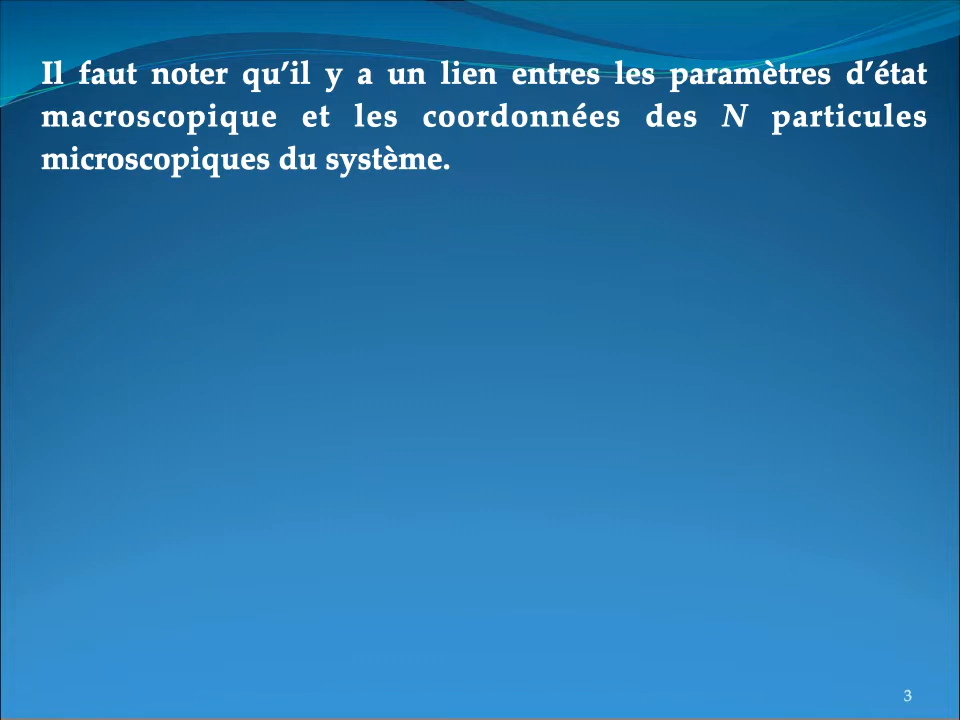 Il faut noter qu’il y a un lien entres les paramètres d’état
macroscopique et les coordonnées des N particules
microscopiques du système.
3